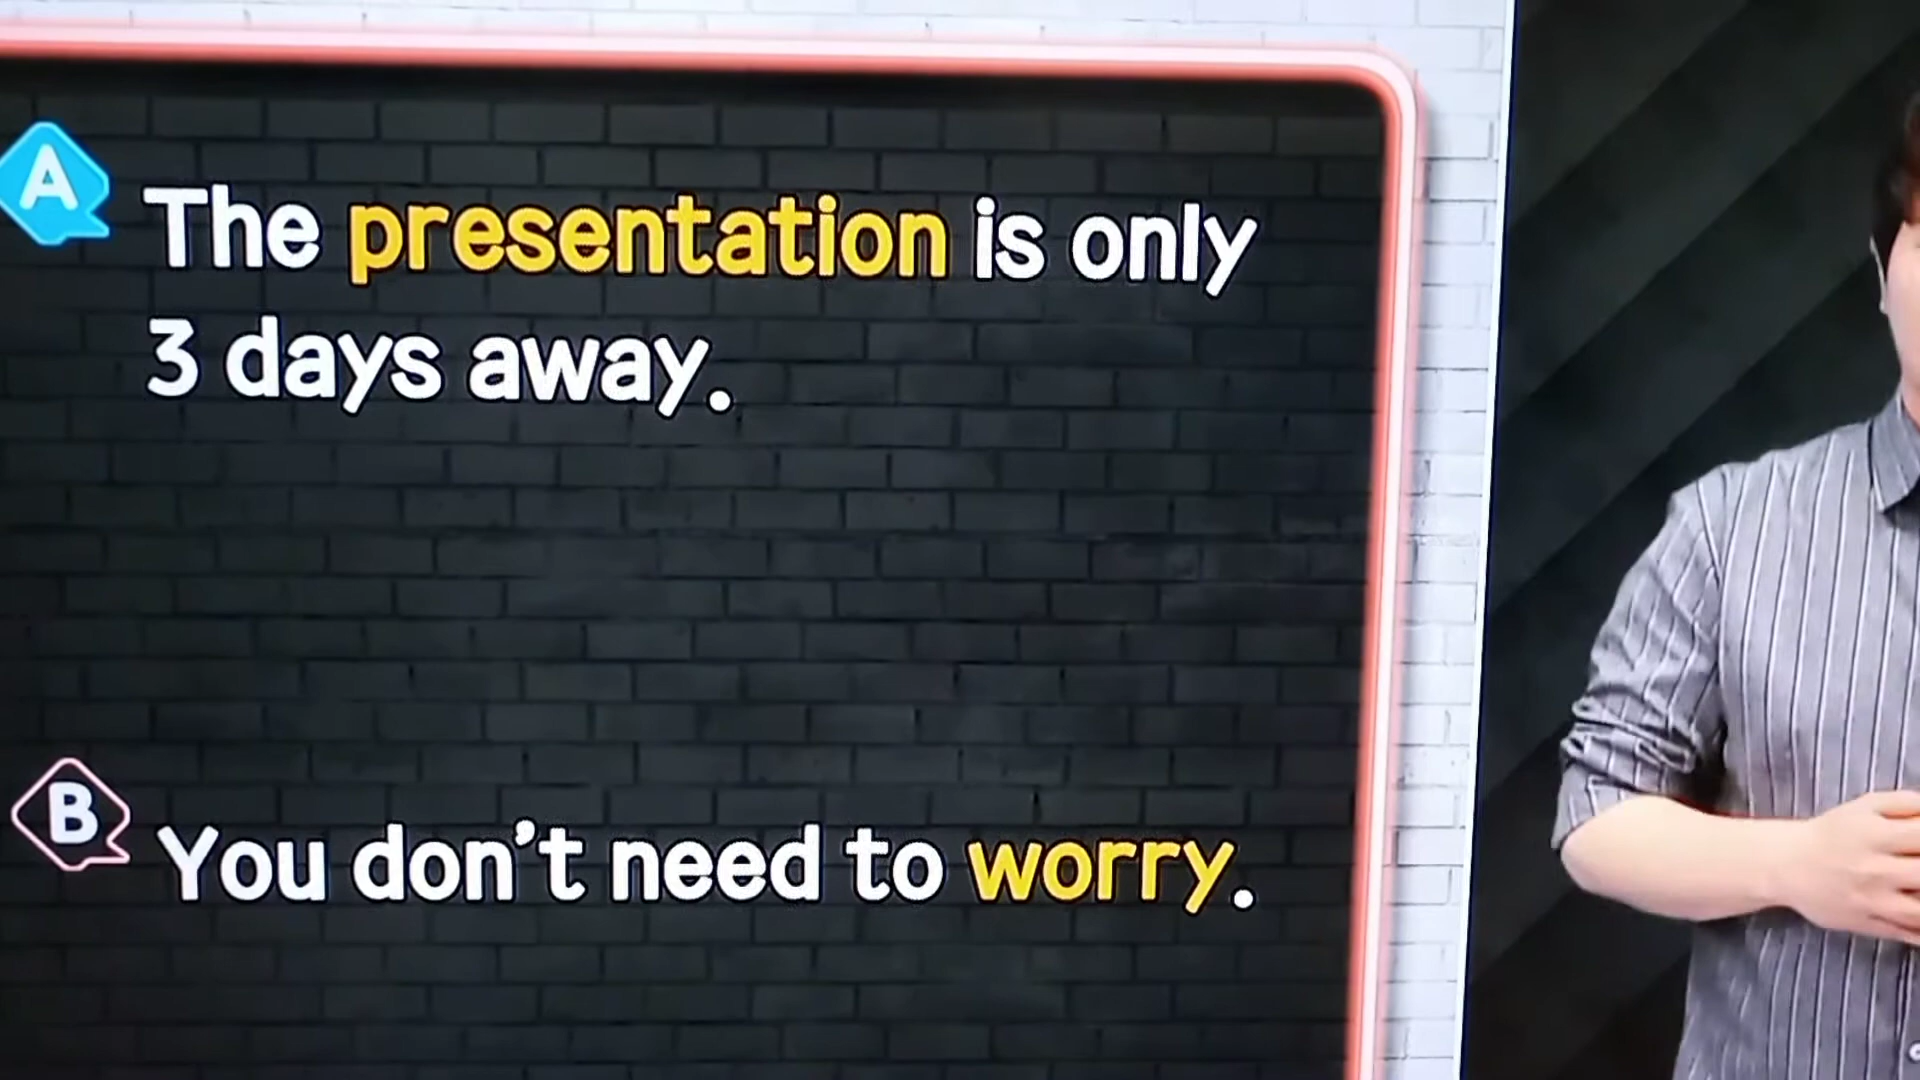 A
The presentation is only
3 days away.
B
You don't need to worry.